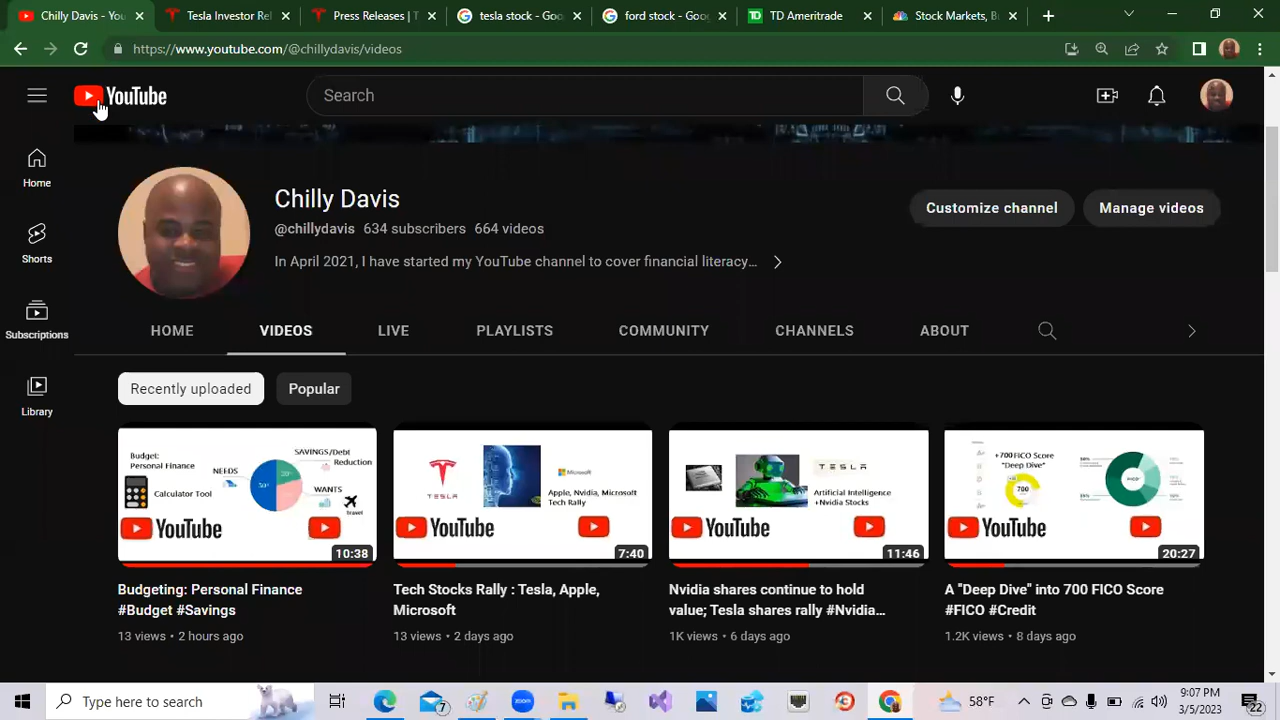 Chilly Davis - You
Tesla Investor Rel
Press Releases | T
tesla stock - Goo
ford stock - Goog
TD Ameritrade
Stock Markets, Bu
https://www.youtube.com/@chillydavis/videos
YouTube
Search
Home
Shorts
Subscriptions
Library
Chilly Davis
@chillydavis 634 subscribers 664 videos
In April 2021, I have started my YouTube channel to cover financial literacy...
Customize channel
Manage videos
HOME VIDEOS LIVE PLAYLISTS COMMUNITY CHANNELS ABOUT
Recently uploaded Popular
Budget:
Personal Finance
Calculator Tool
NEEDS
SAVINGS/Debt
Reduction
WANTS
Travel
YouTube
10:38
Budgeting: Personal Finance
#Budget #Savings
13 views • 2 hours ago
TESLA
Microsoft
Apple, Nvidia, Microsoft
Tech Rally
YouTube
7:40
Tech Stocks Rally : Tesla, Apple,
Microsoft
13 views • 2 days ago
TESLA
Artificial Intelligence
+Nvidia Stocks
YouTube
11:46
Nvidia shares continue to hold
value; Tesla shares rally #Nvidia...
1K views • 6 days ago
+700 FICO Score
"Deep Dive"
700
FICO
YouTube
20:27
A "Deep Dive" into 700 FICO Score
#FICO #Credit
1.2K views • 8 days ago
Type here to search
7
zoom
58°F
9:07 PM
3/5/2023
22